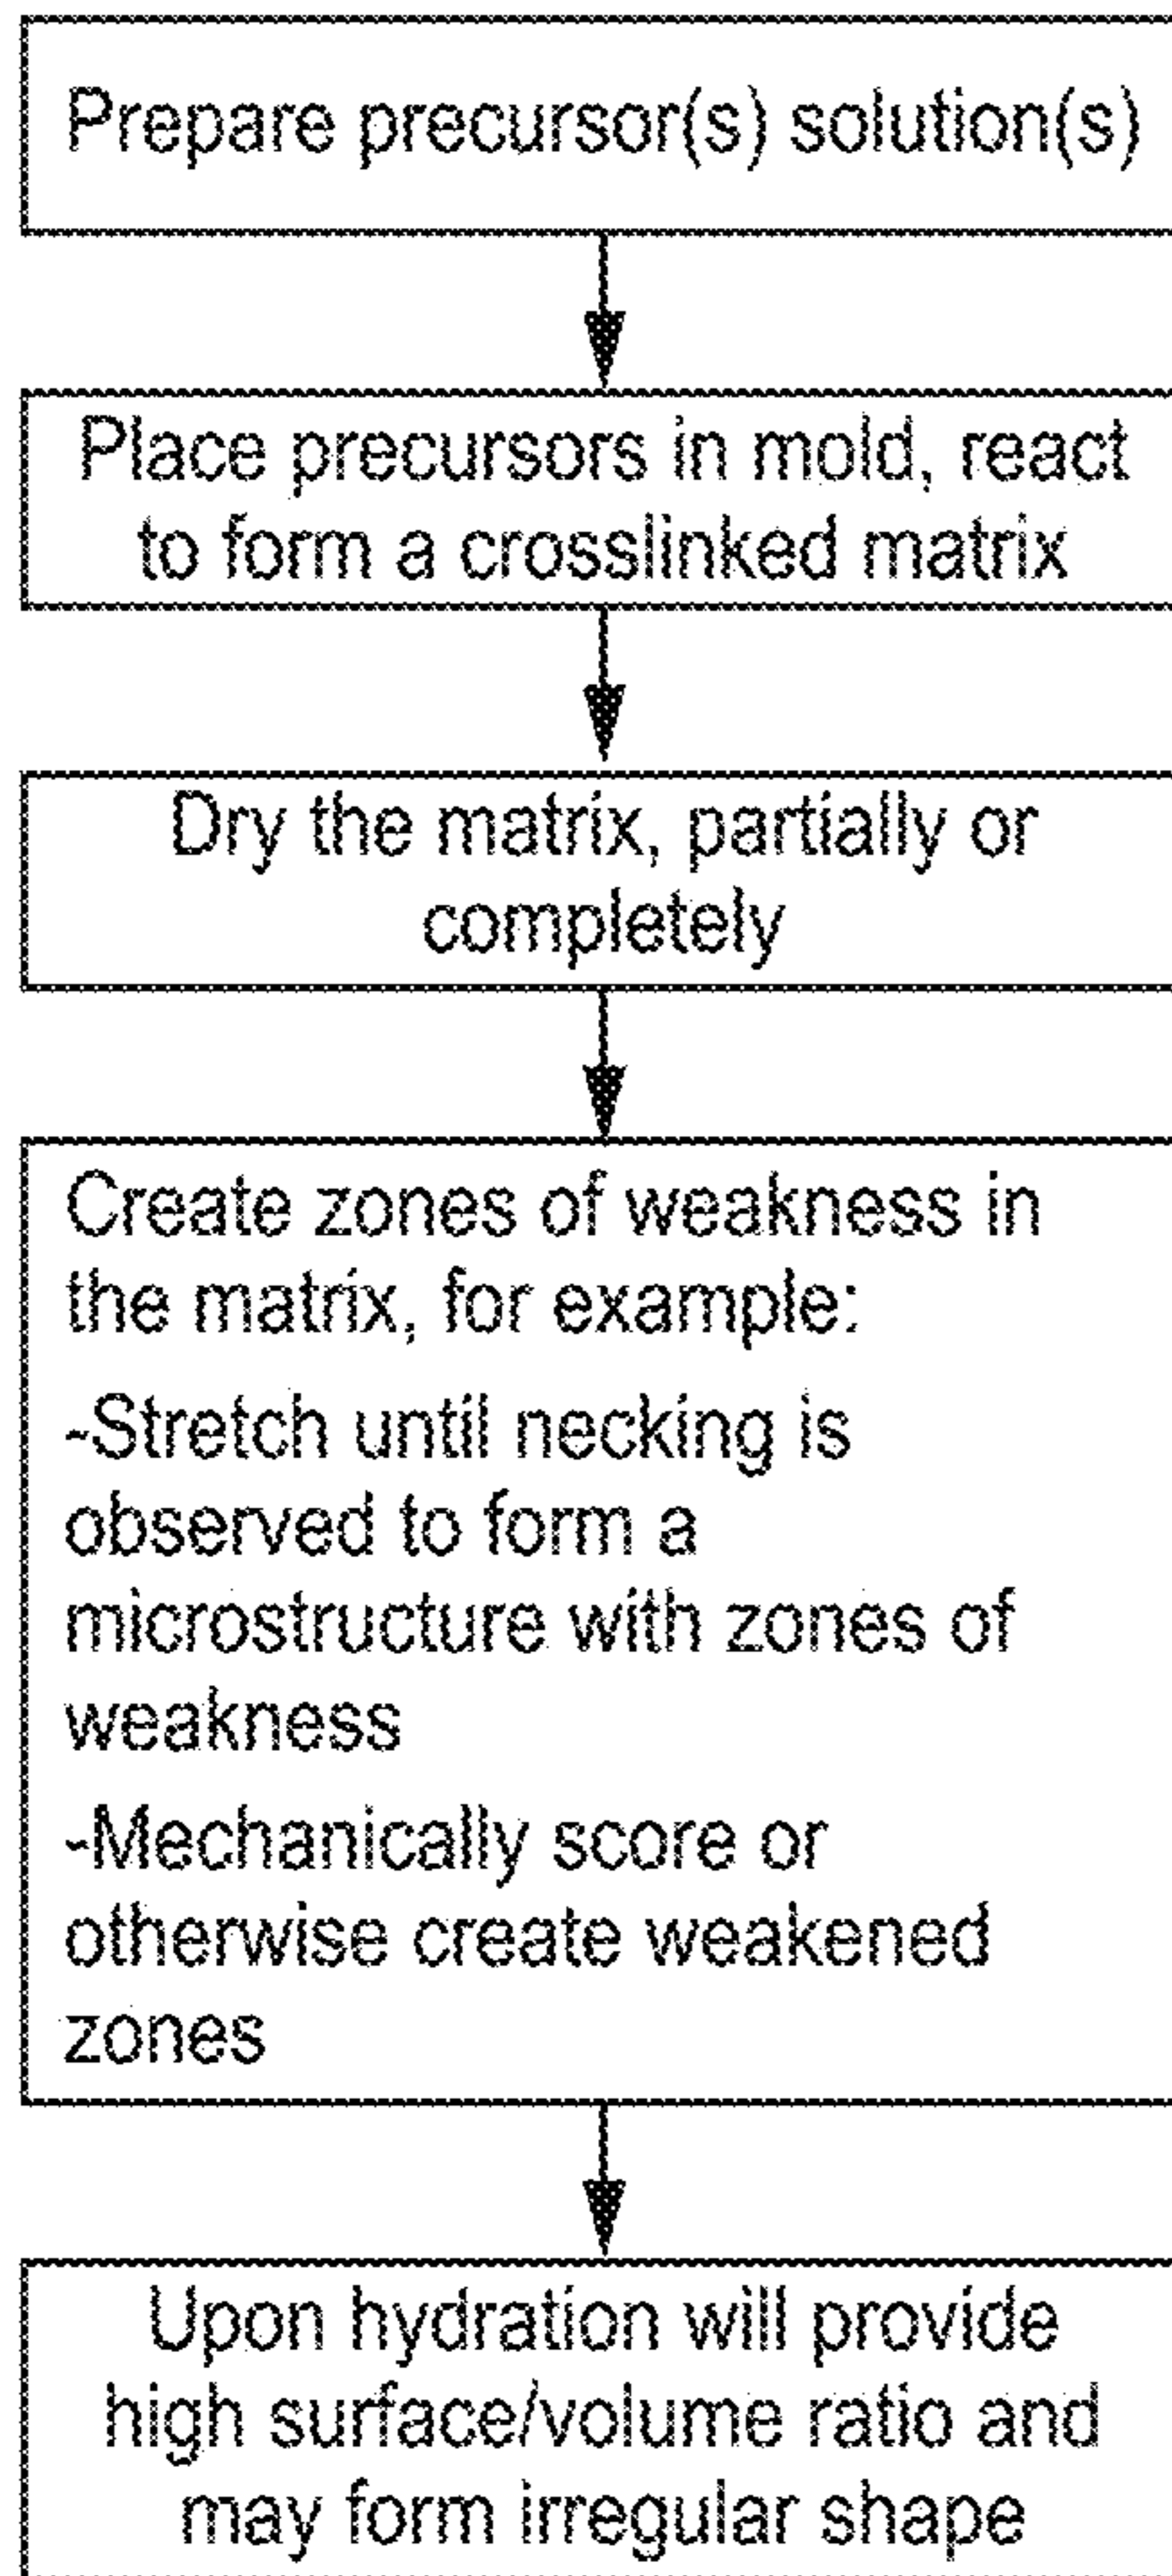 Prepare precursor(s) solution(s)
Place precursors in mold, react
to form a crosslinked matrix
Dry the matrix, partially or
completely
Create zones of weakness in
the matrix, for example:
-Stretch until necking is
observed to form a
microstructure with zones of
weakness
-Mechanically score or
otherwise create weakened
zones
Upon hydration will provide
high surface/volume ratio and
may form irregular shape